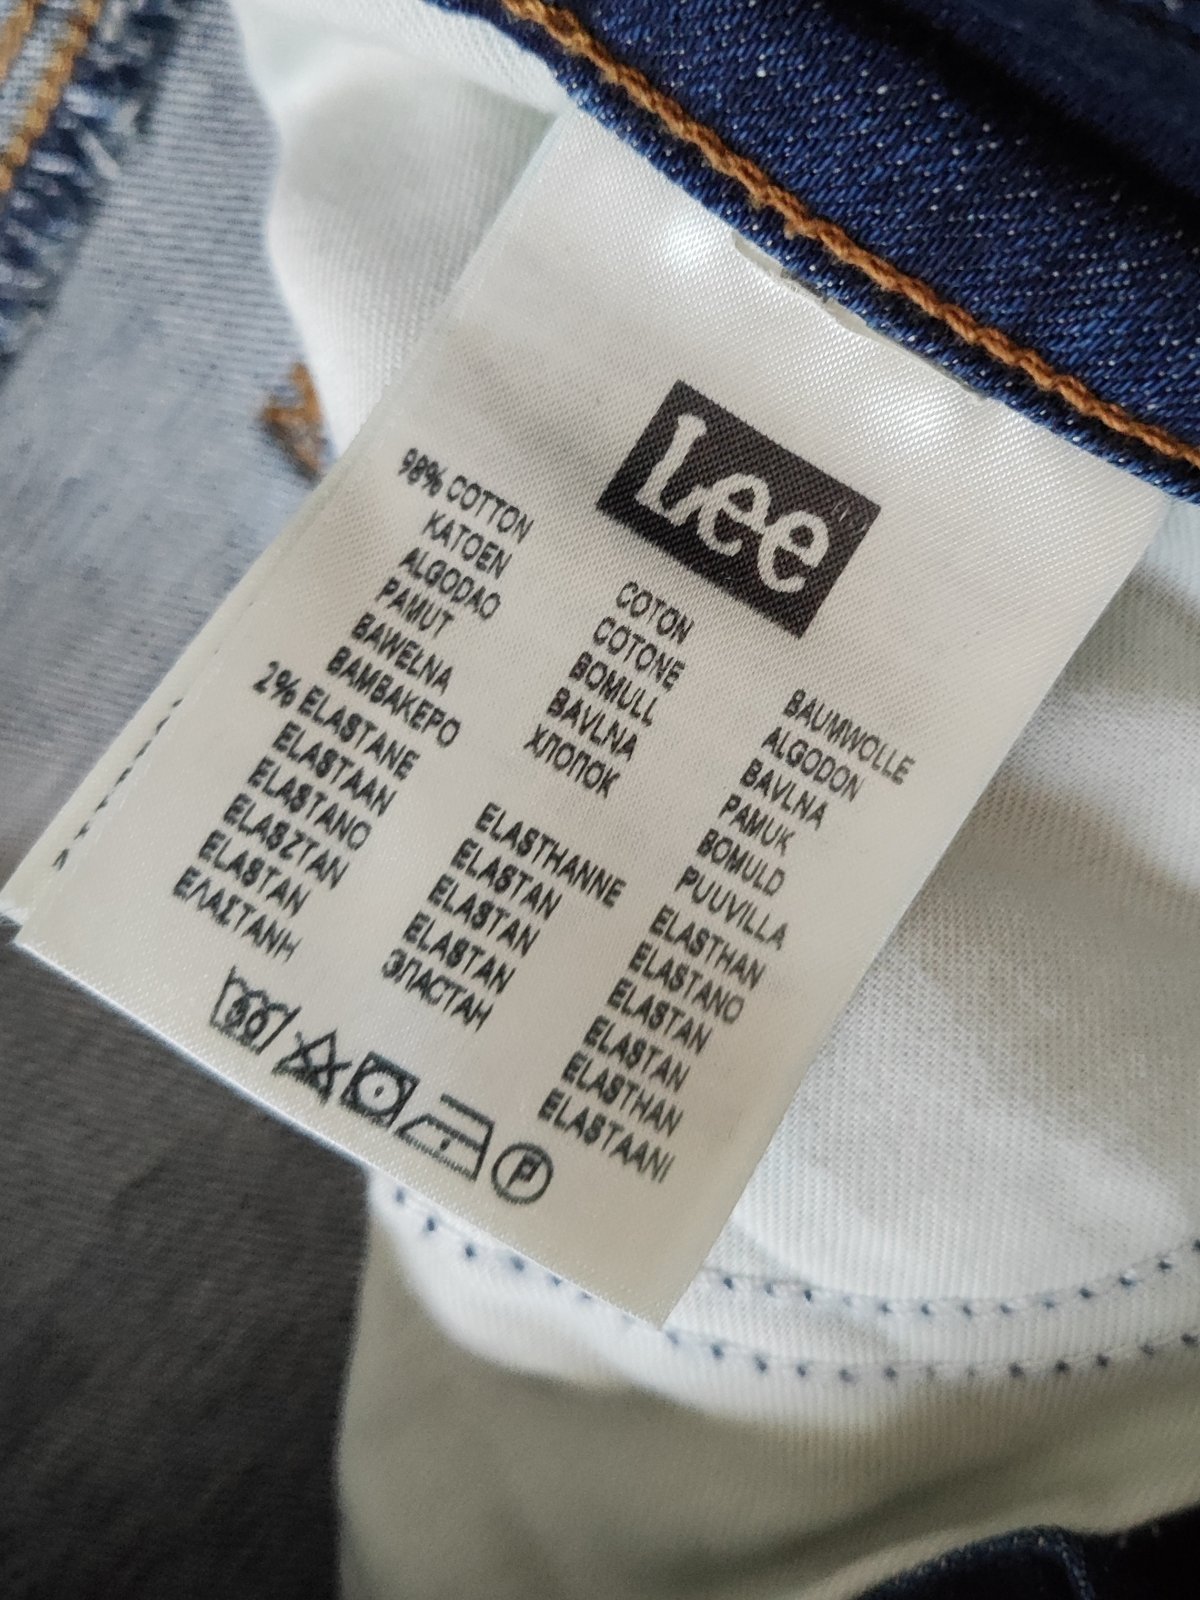 Lee
98% COTTON COTON BAUMWOLLE
KATOEN COTONE ALGODON
ALGODAO BOMULL BAVLNA
PAMUT BAVLNA PAMUK
BAWELNA ХЛОПОК BOMULD
BAMBAKEPO PUUVILLA
2% ELASTANE ELASTHANNE ELASTHAN
ELASTAAN ELASTAN ELASTANO
ELASTANO ELASTAN ELASTAN
ELASZTAN ELASTAN ELASTAN
ELASTAN ЭЛАСТАН ELASTHAN
ΕΛΑΣΤΑΝΗ ELASTAANI
30
P